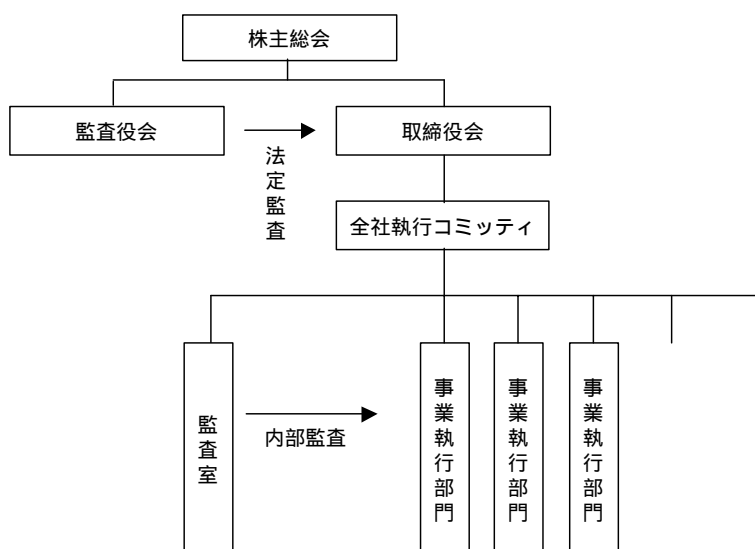 株主総会
監査役会
取締役会
法定監査
全社執行コミッティ
監査室
内部監査
事業執行部門
事業執行部門
事業執行部門